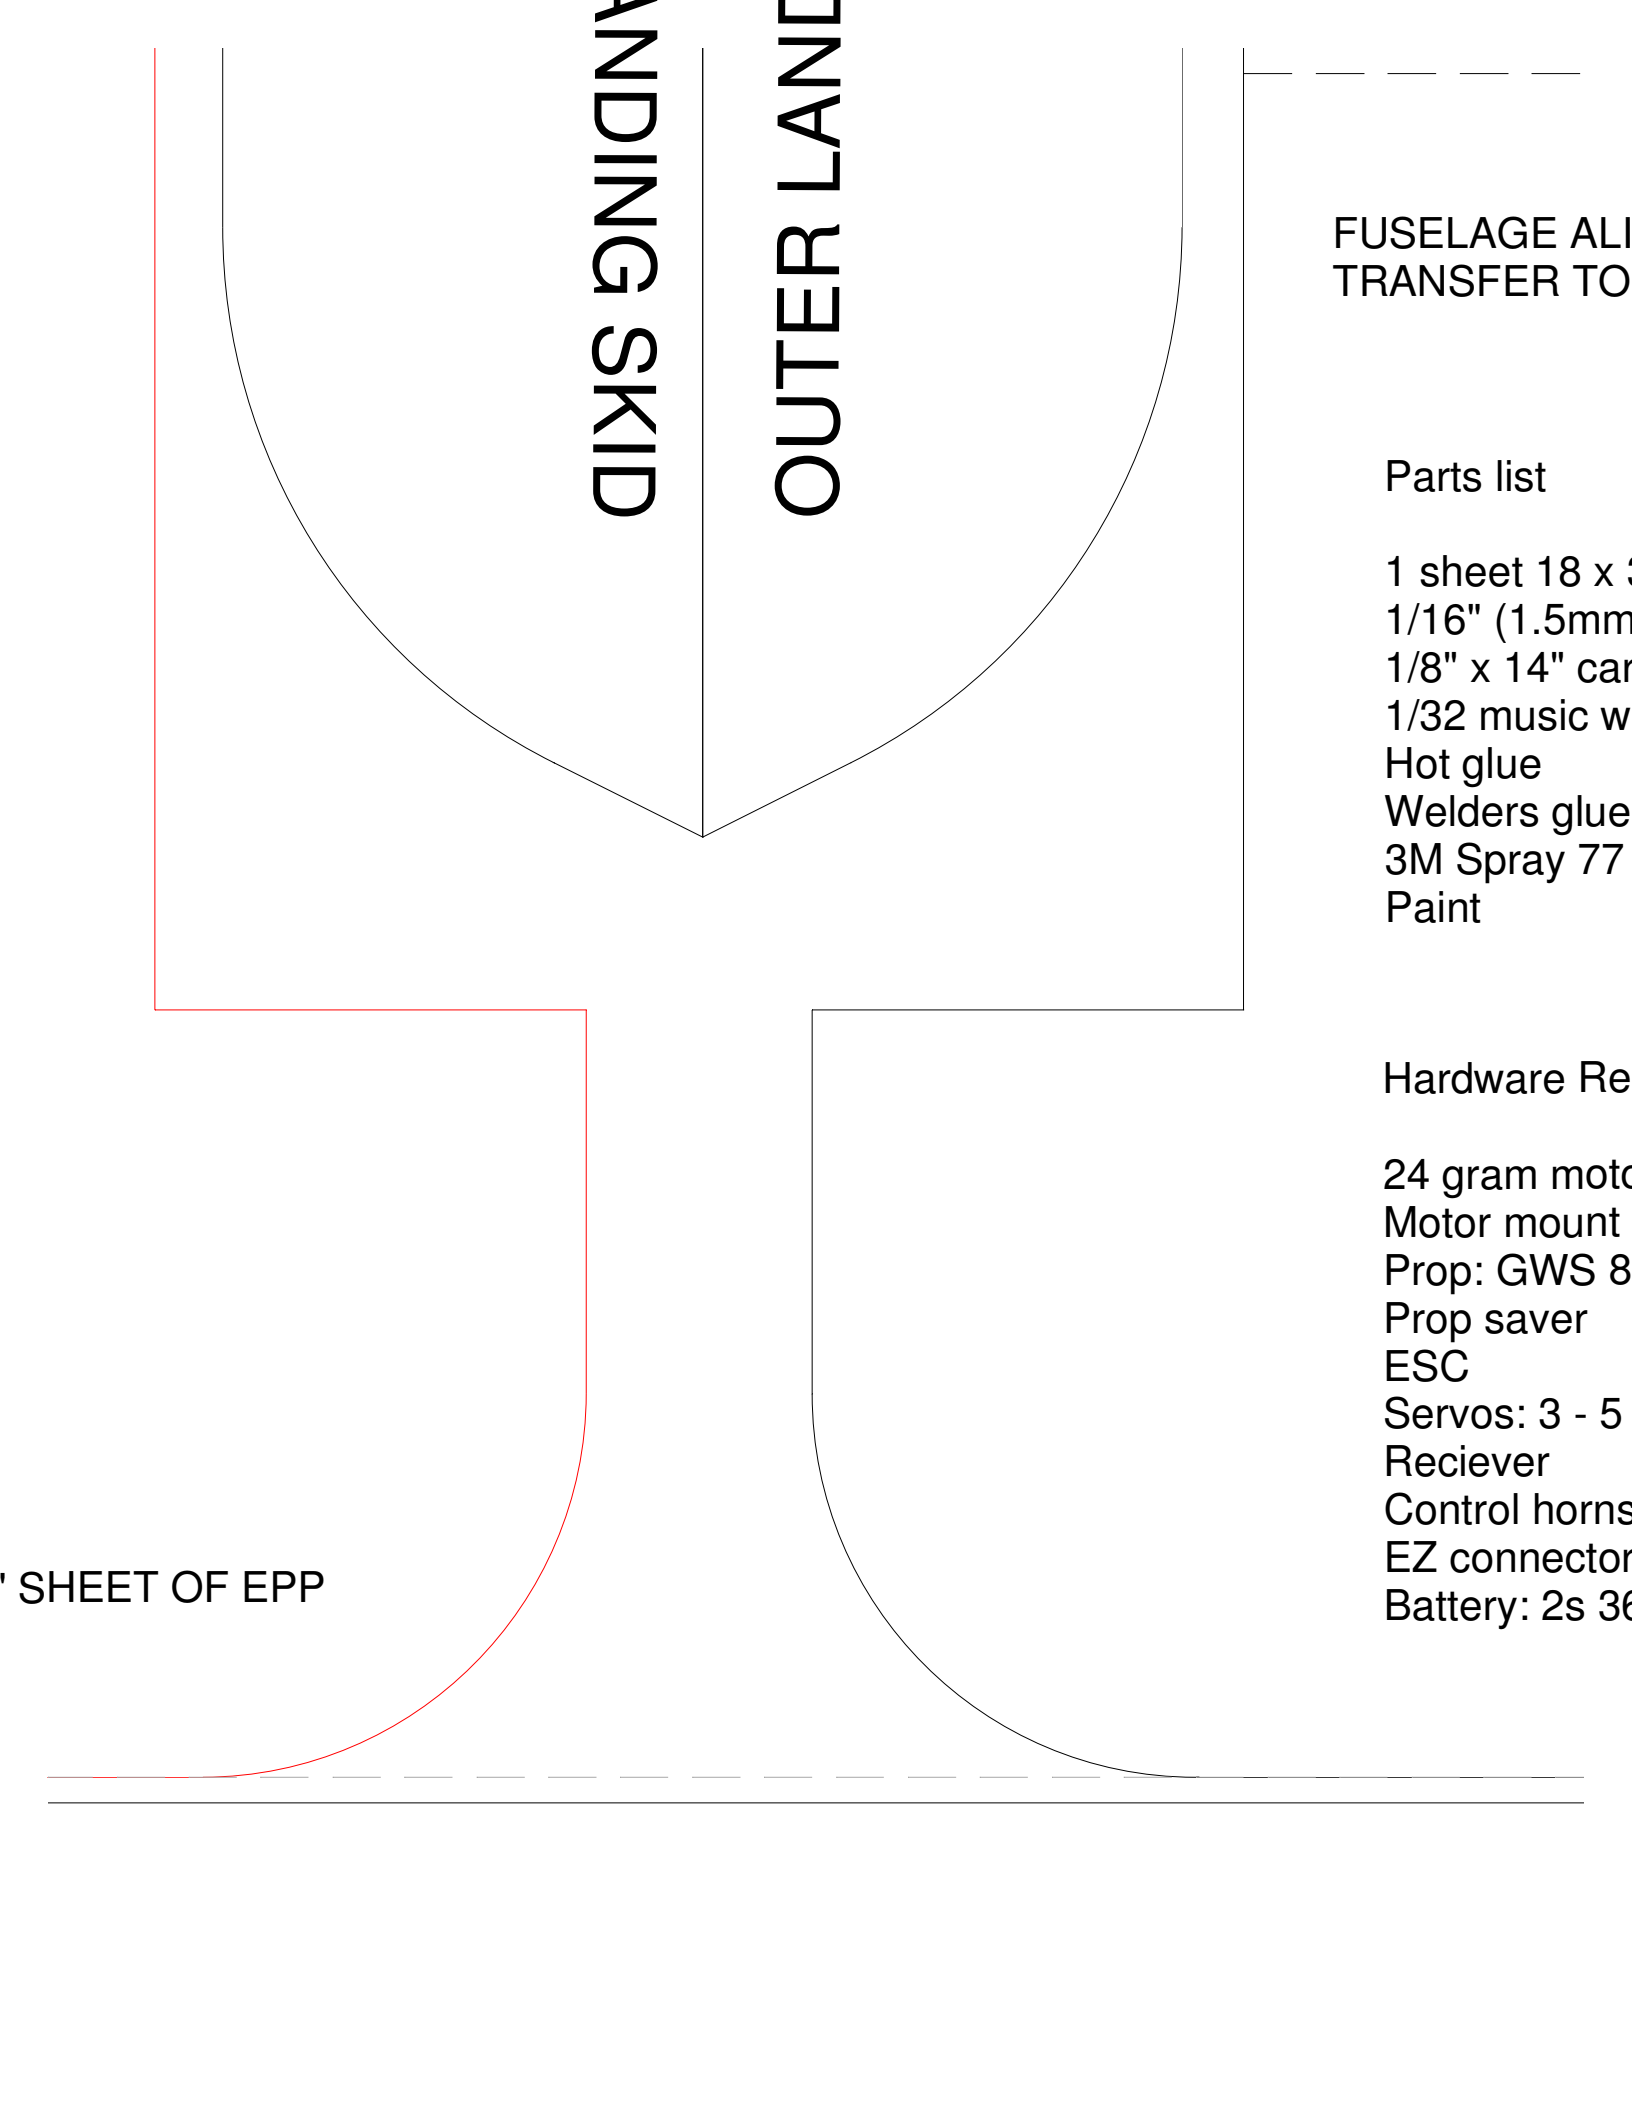 ANDING SKID
OUTER LAND
FUSELAGE ALI
TRANSFER TO
Parts list
1 sheet 18 x
1/16" (1.5mm
1/8" x 14" car
1/32 music w
Hot glue
Welders glue
3M Spray 77
Paint
Hardware Re
24 gram moto
Motor mount
Prop: GWS 8
Prop saver
ESC
Servos: 3 - 5
Reciever
Control horns
EZ connector
Battery: 2s 36
" SHEET OF EPP